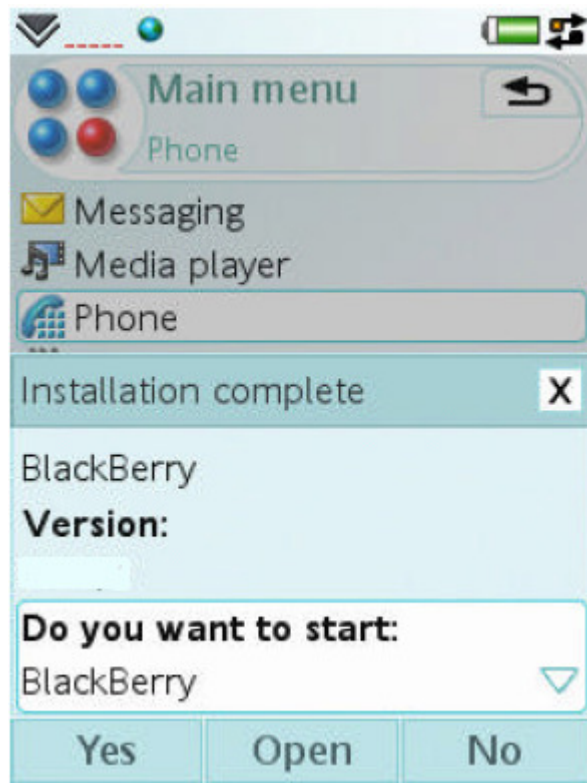 Main menu
Phone
Messaging
Media player
Phone
Installation complete X
BlackBerry
Version:
Do you want to start:
BlackBerry
Yes Open No